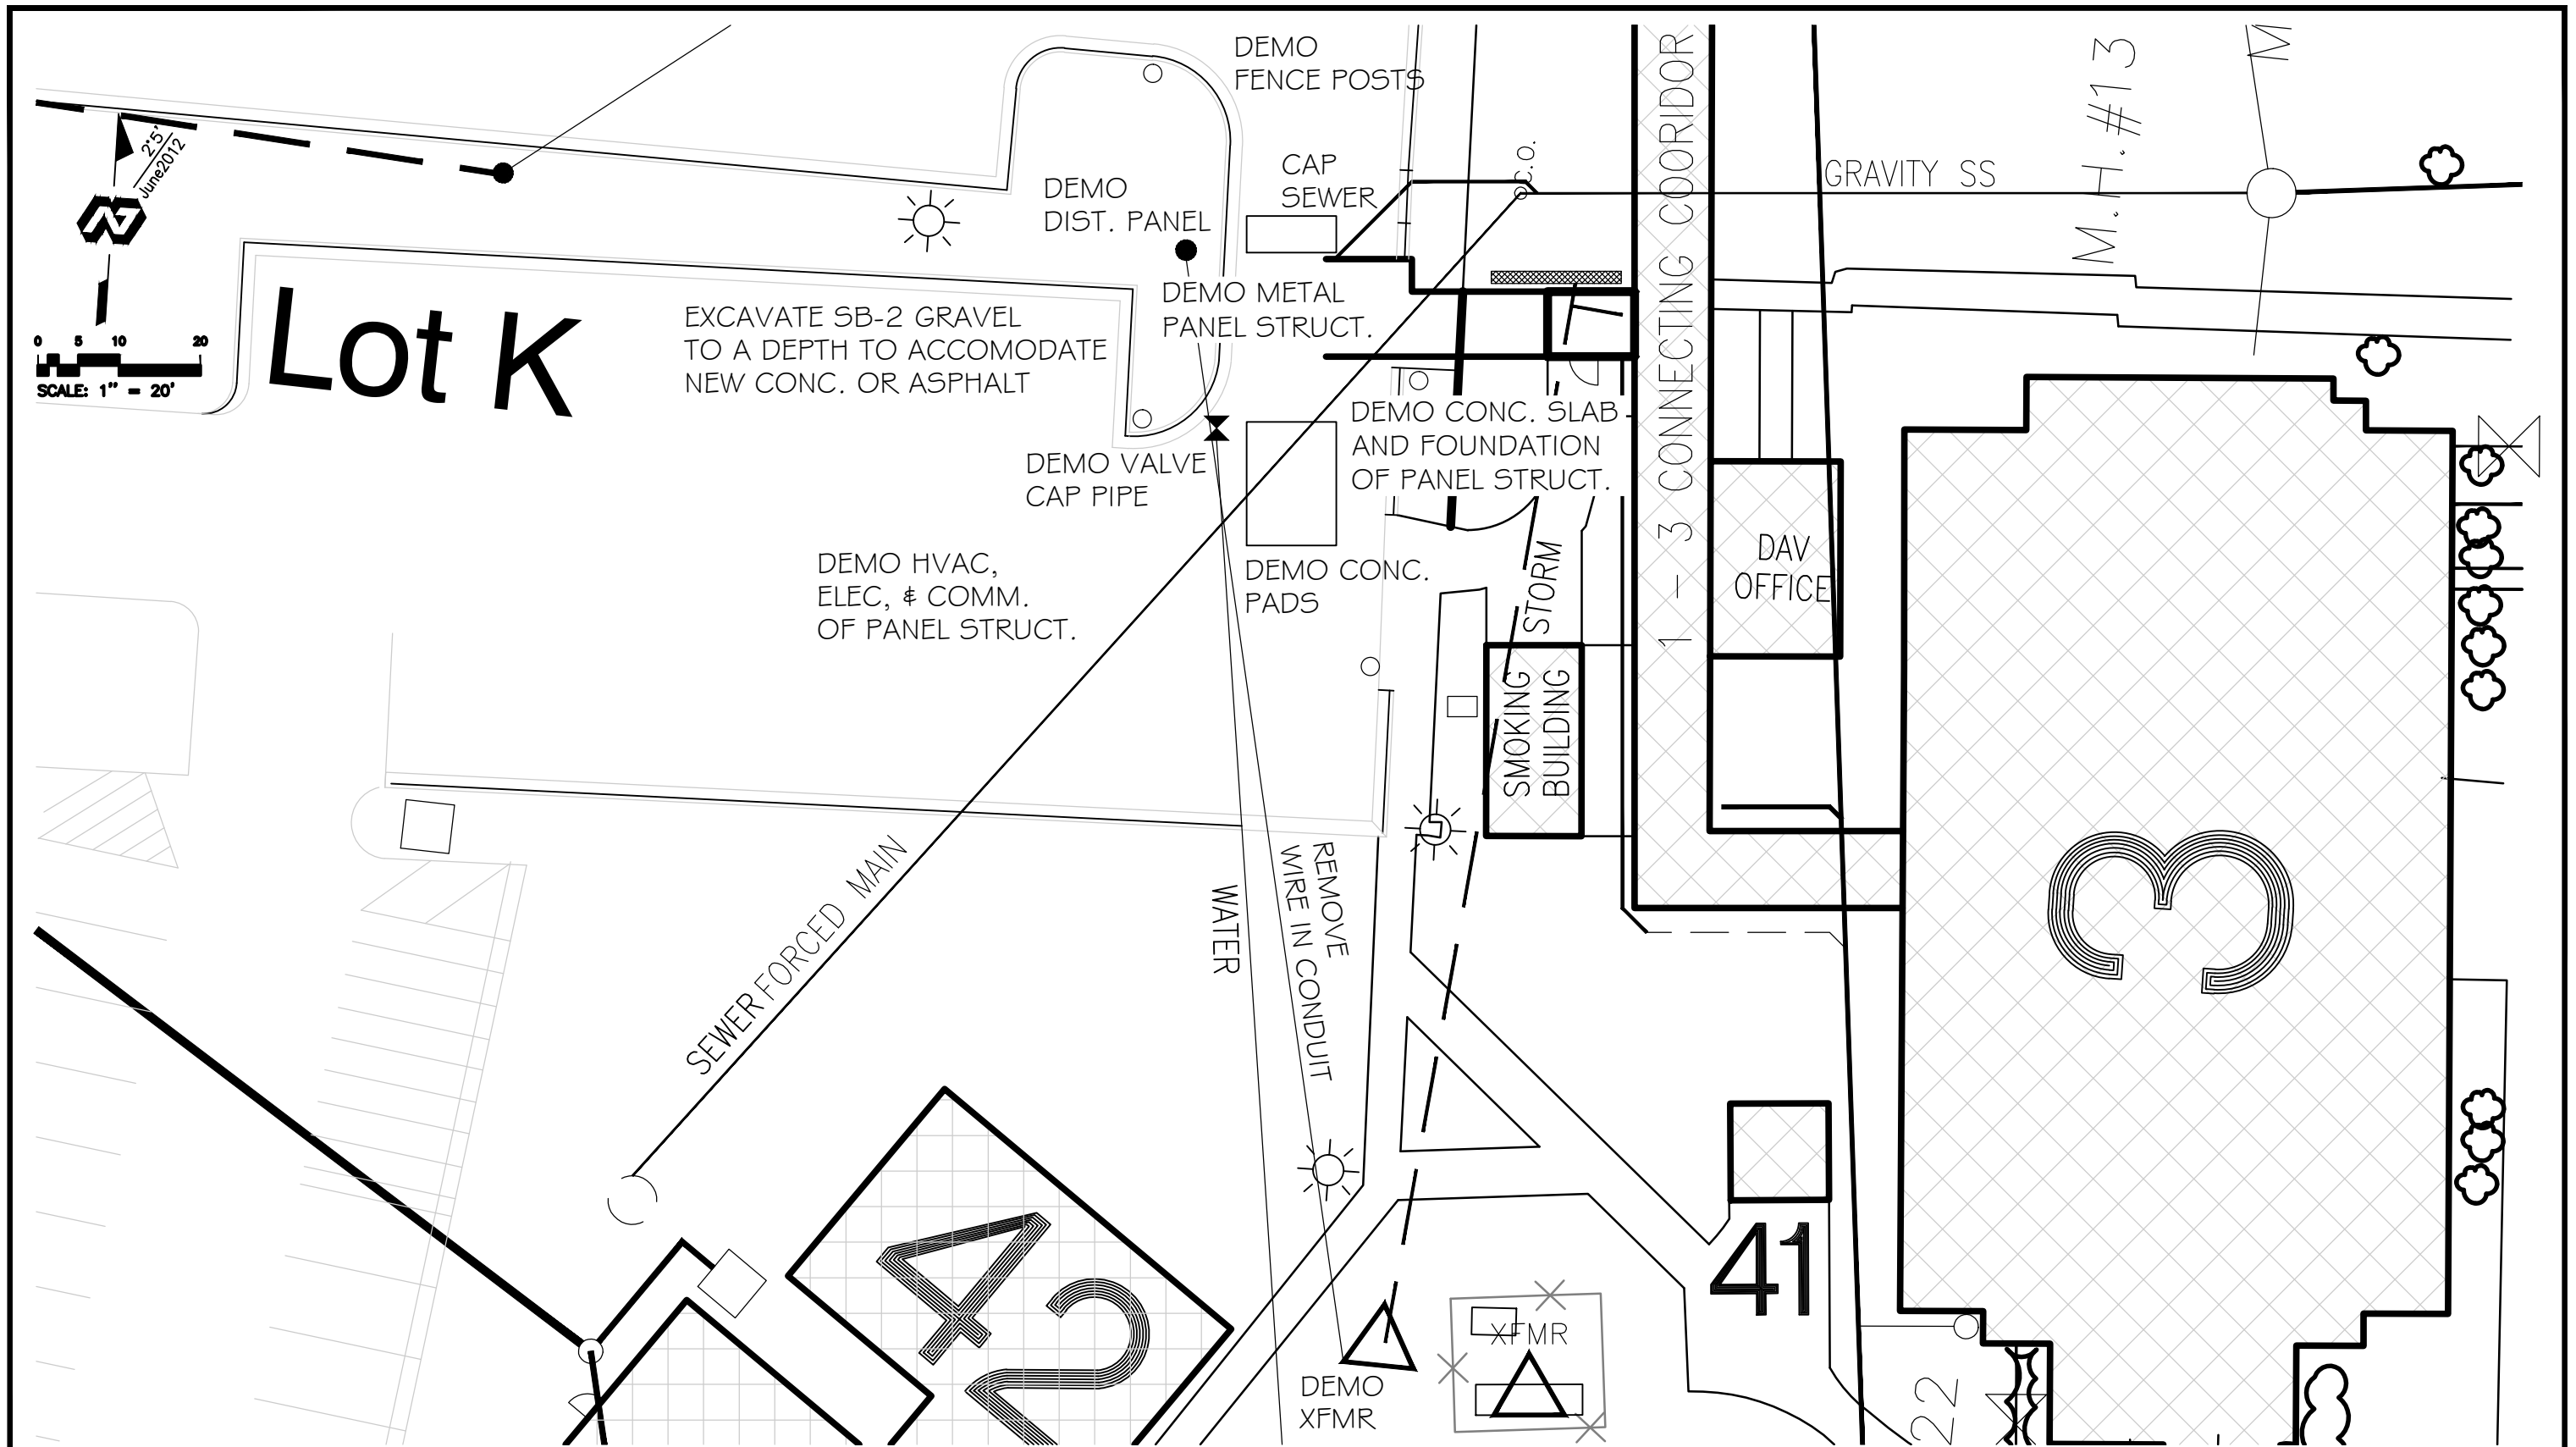 DEMO
FENCE POSTS
M.H.#13
M
2°5'
June2012
N
CAP
SEWER
C.O.
GRAVITY SS
DEMO
DIST. PANEL
DEMO METAL
PANEL STRUCT.
Lot K
0 5 10 20
SCALE: 1" = 20'
EXCAVATE SB-2 GRAVEL
TO A DEPTH TO ACCOMODATE
NEW CONC. OR ASPHALT
1 - 3 CONNECTING COORIDOR
DEMO CONC. SLAB
AND FOUNDATION
OF PANEL STRUCT.
DEMO VALVE
CAP PIPE
DAV
OFFICE
DEMO HVAC,
ELEC, & COMM.
OF PANEL STRUCT.
DEMO CONC.
PADS
STORM
SMOKING
BUILDING
SEWER FORCED MAIN
WATER
REMOVE
WIRE IN CONDUIT
3
42
41
XFMR
DEMO
XFMR
22